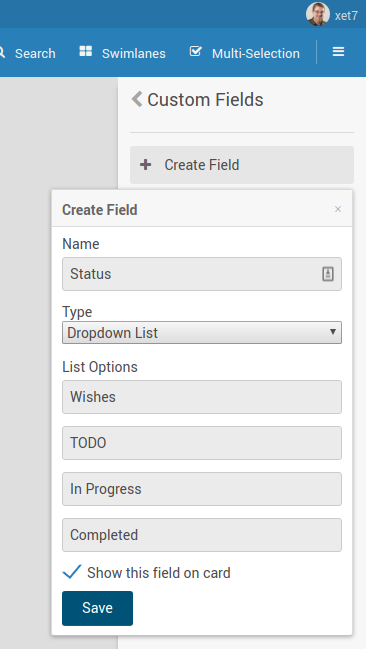 xet7
Search Swimlanes Multi-Selection
Custom Fields
Create Field
Create Field
Name
Status
Type
Dropdown List
List Options
Wishes
TODO
In Progress
Completed
Show this field on card
Save